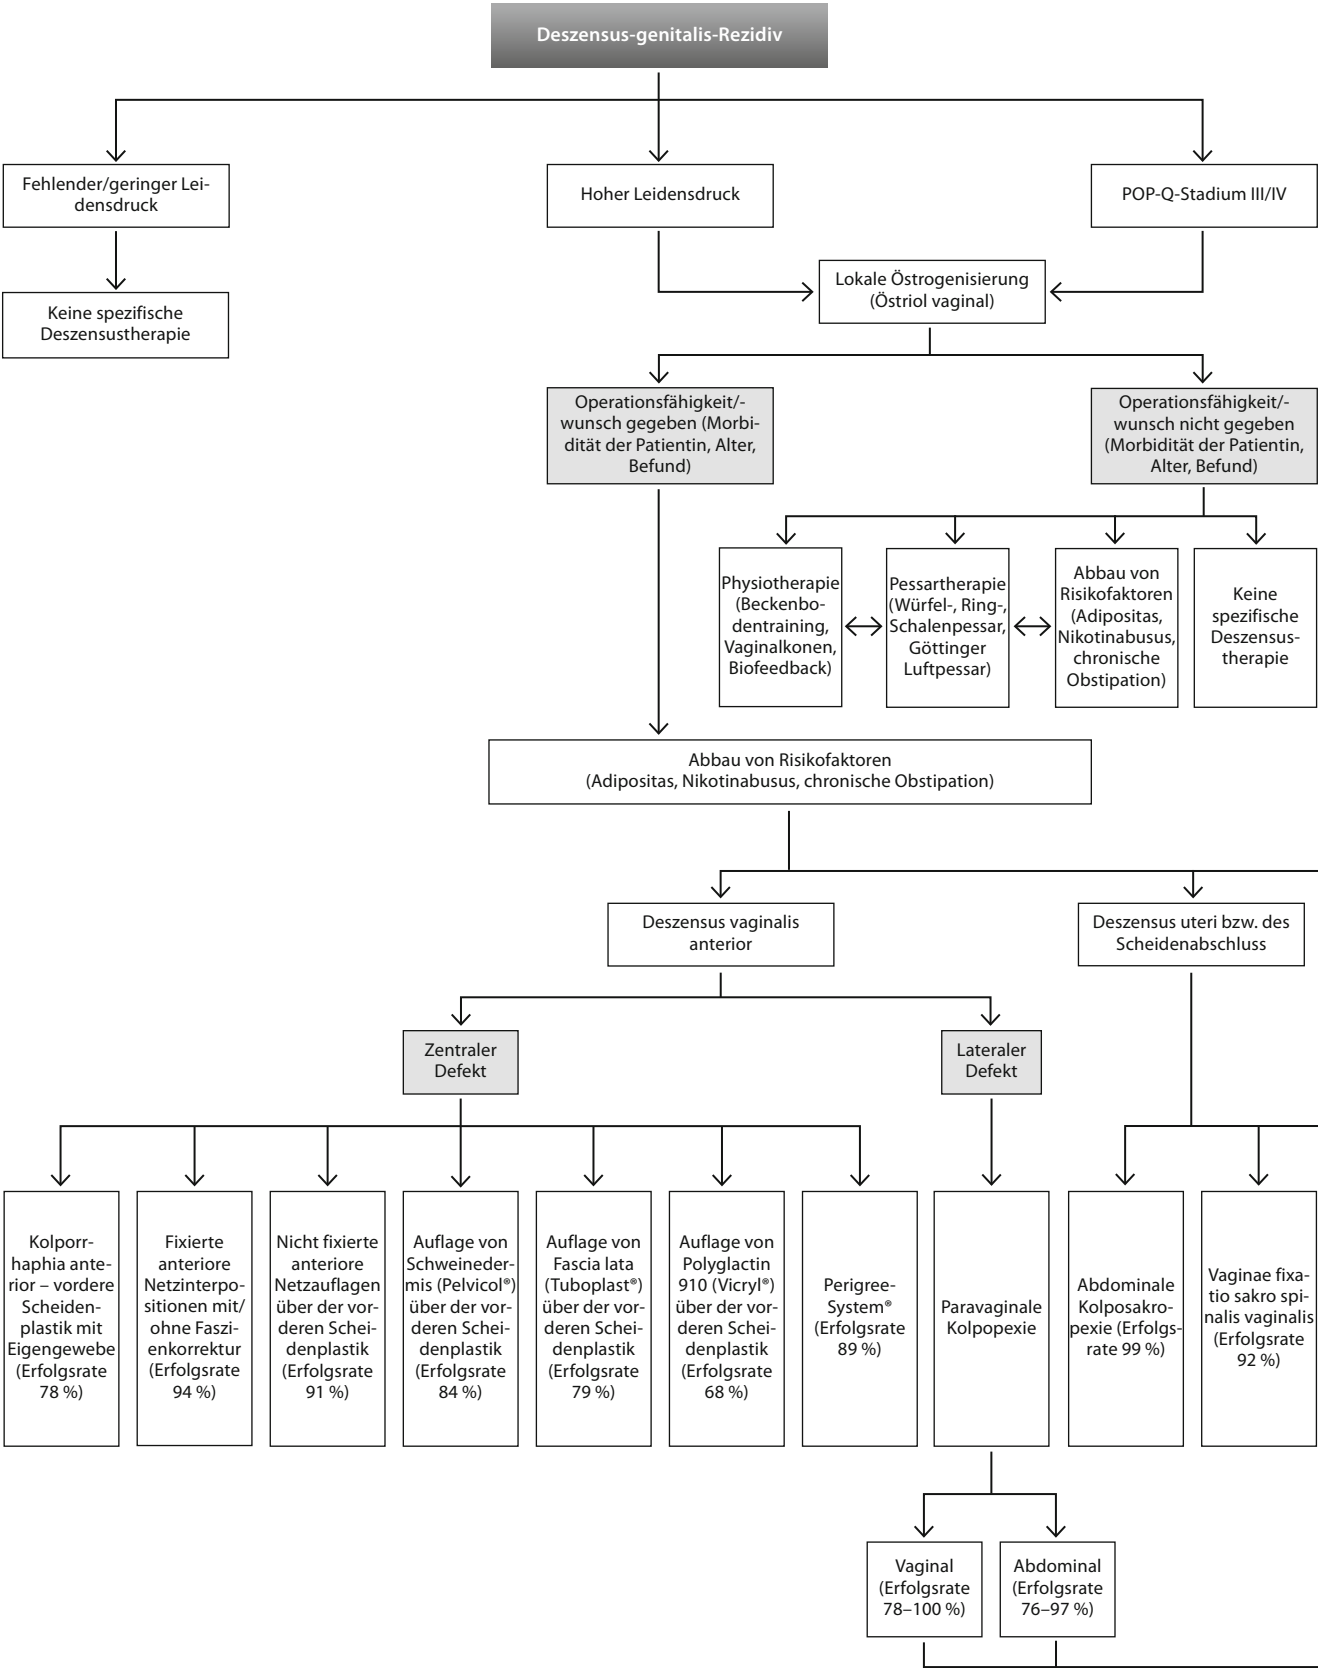 Deszensus-genitalis-Rezidiv
Fehlender/geringer Lei-
densdruck
Hoher Leidensdruck
POP-Q-Stadium III/IV
Keine spezifische
Deszensustherapie
Lokale Östrogenisierung
(Östriol vaginal)
Operationsfähigkeit/-
wunsch gegeben (Morbi-
dität der Patientin, Alter,
Befund)
Operationsfähigkeit/-
wunsch nicht gegeben
(Morbidität der Patientin,
Alter, Befund)
Physiotherapie
(Beckenbo-
dentraining,
Vaginalkonen,
Biofeedback)
Pessartherapie
(Würfel-, Ring-,
Schalenpessar,
Göttinger
Luftpessar)
Abbau von
Risikofaktoren
(Adipositas,
Nikotinabusus,
chronische
Obstipation)
Keine
spezifische
Deszensus-
therapie
Abbau von Risikofaktoren
(Adipositas, Nikotinabusus, chronische Obstipation)
Deszensus vaginalis
anterior
Deszensus uteri bzw. des
Scheidenabschluss
Zentraler
Defekt
Lateraler
Defekt
Kolporr-
haphia ante-
rior – vordere
Scheiden-
plastik mit
Eigengewebe
(Erfolgsrate
78 %)
Fixierte
anteriore
Netzinterpo-
sitionen mit/
ohne Faszi-
enkorrektur
(Erfolgsrate
94 %)
Nicht fixierte
anteriore
Netzauflagen
über der vor-
deren Schei-
denplastik
(Erfolgsrate
91 %)
Auflage von
Schweineder-
mis (Pelvicol®)
über der vor-
deren Schei-
denplastik
(Erfolgsrate
84 %)
Auflage von
Fascia lata
(Tuboplast®)
über der vor-
deren Schei-
denplastik
(Erfolgsrate
79 %)
Auflage von
Polyglactin
910 (Vicryl®)
über der vor-
deren Schei-
denplastik
(Erfolgsrate
68 %)
Perigree-
System®
(Erfolgsrate
89 %)
Paravaginale
Kolpopexie
Abdominale
Kolposakro-
pexie (Erfolgs-
rate 99 %)
Vaginae fixa-
tio sakro spi-
nalis vaginalis
(Erfolgsrate
92 %)
Vaginal
(Erfolgsrate
78–100 %)
Abdominal
(Erfolgsrate
76–97 %)